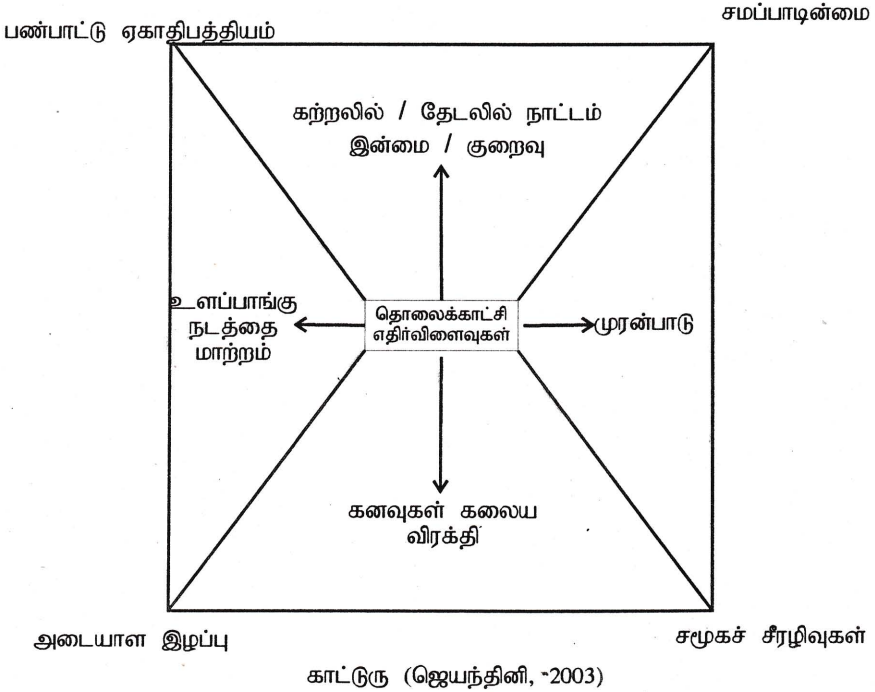 சமப்பாடின்மை
பண்பாட்டு ஏகாதிபத்தியம்
கற்றலில் / தேடலில் நாட்டம்
இன்மை / குறைவு
உளப்பாங்கு
நடத்தை
மாற்றம்
தொலைக்காட்சி
எதிர்விளைவுகள்
முரன்பாடு
கனவுகள் கலைய
விரக்தி
அடையாள இழப்பு
சமூகச் சீரழிவுகள்
காட்டுரு (ஜெயந்தினி, -2003)